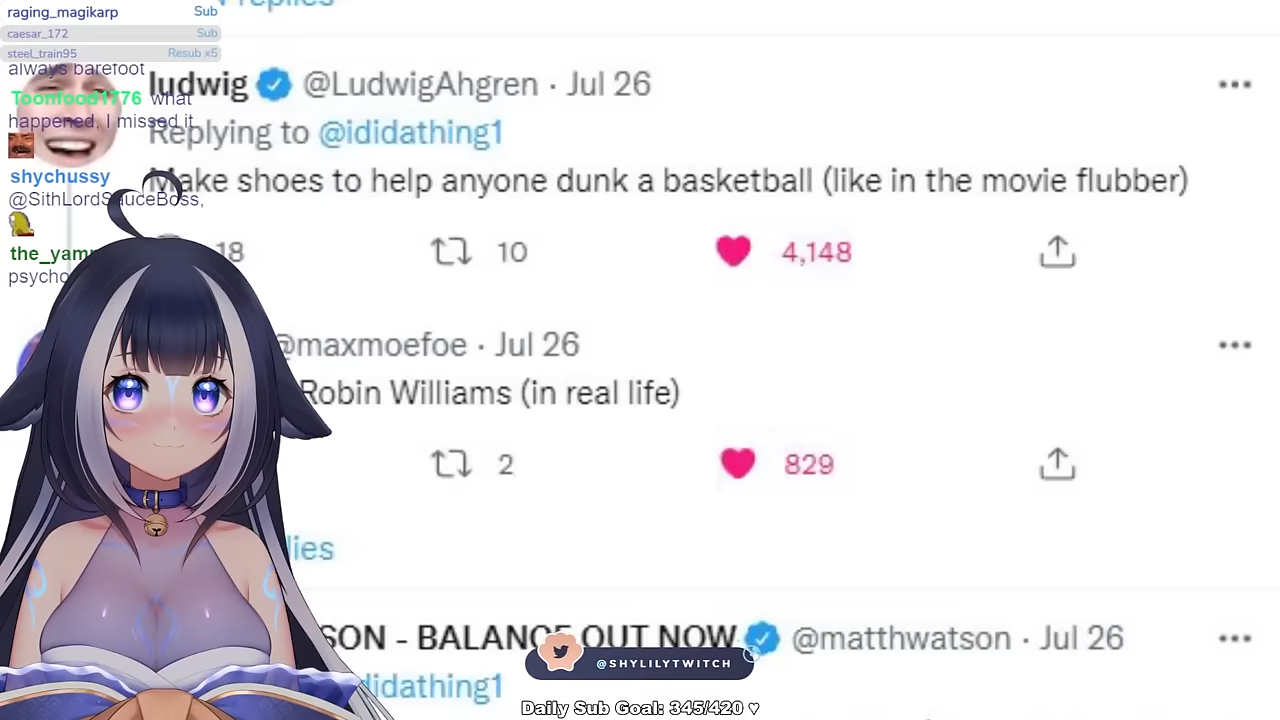 replies
raging_magikarp Sub
caesar_172 Sub
steel_train95 Resub x5
always barefoot
Toonfood1776 what
happened, I missed it
shychussy
@SithLordSauceBoss,
the_yam
psycho
ludwig @LudwigAhgren · Jul 26
Replying to @ididathing1
Make shoes to help anyone dunk a basketball (like in the movie flubber)
18 10 4,148
@maxmoefoe · Jul 26
Robin Williams (in real life)
2 829
lies
SON - BALANCE OUT NOW @matthwatson · Jul 26
didathing1
@SHYLILYTWITCH
Daily Sub Goal: 345/420 ♥